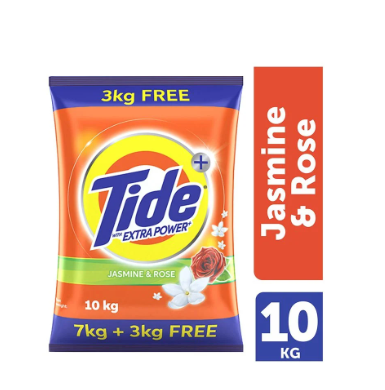 3kg FREE
Tide +
WITH EXTRA POWER+
JASMINE & ROSE
10 kg
7kg + 3kg FREE
Jasmine
& Rose
10
KG